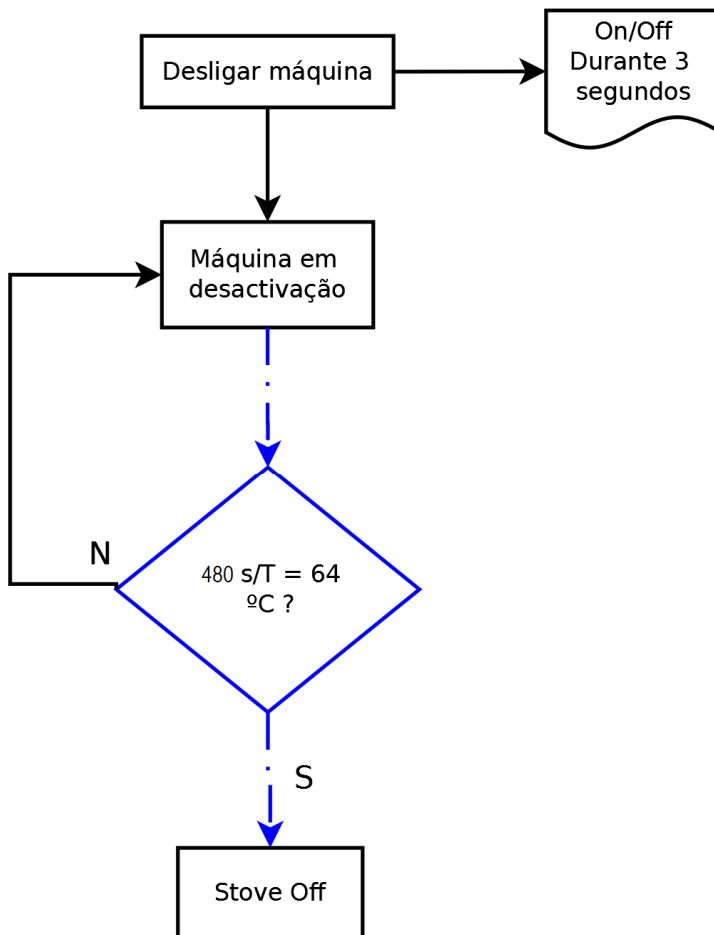 Desligar máquina
On/Off
Durante 3
segundos
Máquina em
desactivação
N
480 s/T = 64
ºC ?
S
Stove Off